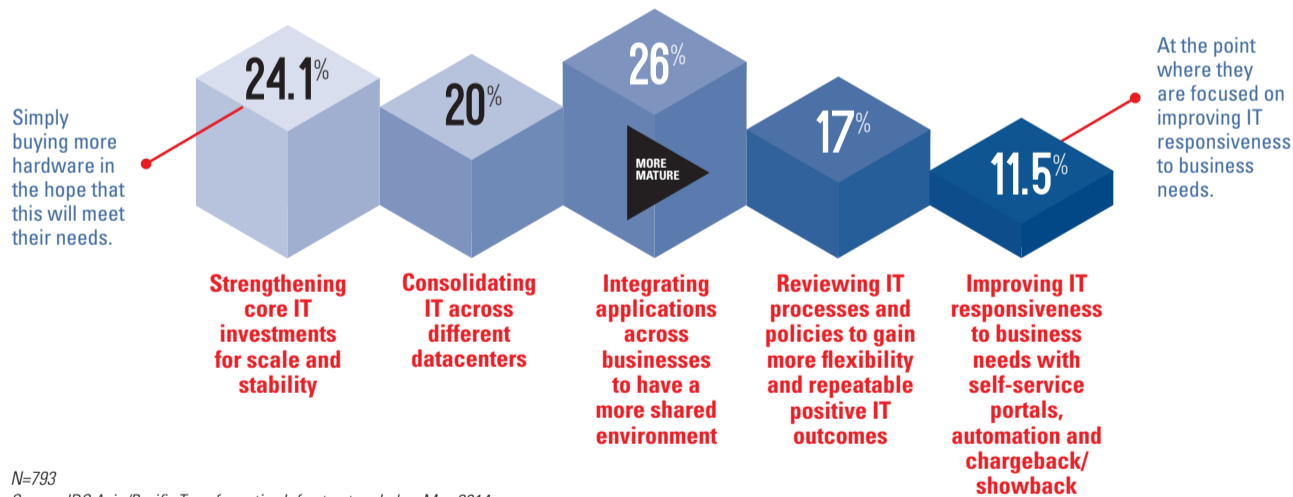 24.1%
20%
26%
17%
11.5%
MORE
MATURE
Simply
buying more
hardware in
the hope that
this will meet
their needs.
At the point
where they
are focused on
improving IT
responsiveness
to business
needs.
Strengthening
core IT
investments
for scale and
stability
Consolidating
IT across
different
datacenters
Integrating
applications
across
businesses
to have a
more shared
environment
Reviewing IT
processes and
policies to gain
more flexibility
and repeatable
positive IT
outcomes
Improving IT
responsiveness
to business
needs with
self-service
portals,
automation and
chargeback/
showback
N=793